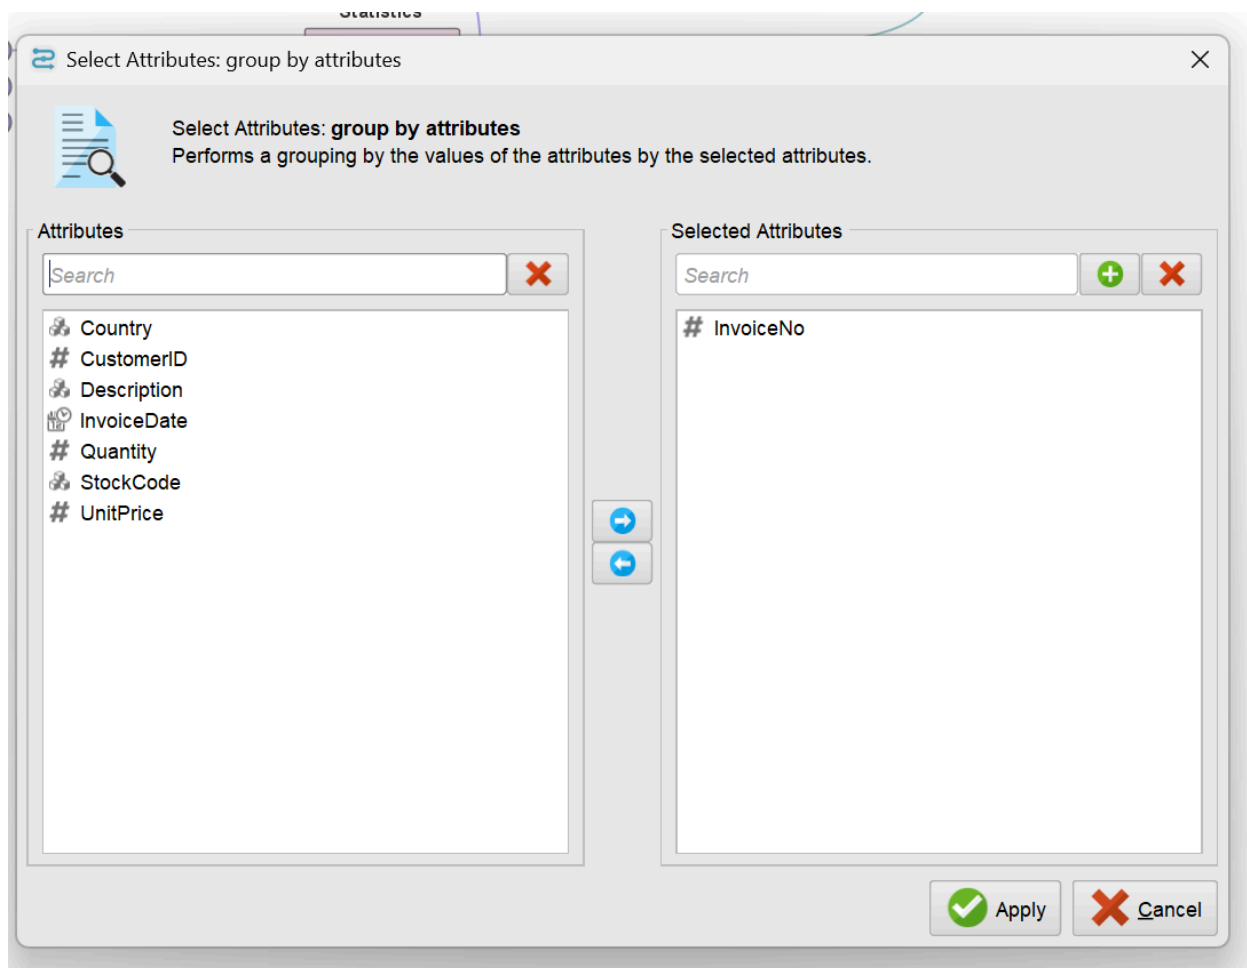 Statistics
Select Attributes: group by attributes
Select Attributes: group by attributes
Performs a grouping by the values of the attributes by the selected attributes.
Attributes
Search
Country
# CustomerID
Description
InvoiceDate
# Quantity
StockCode
# UnitPrice
Selected Attributes
Search
# InvoiceNo
Apply
Cancel